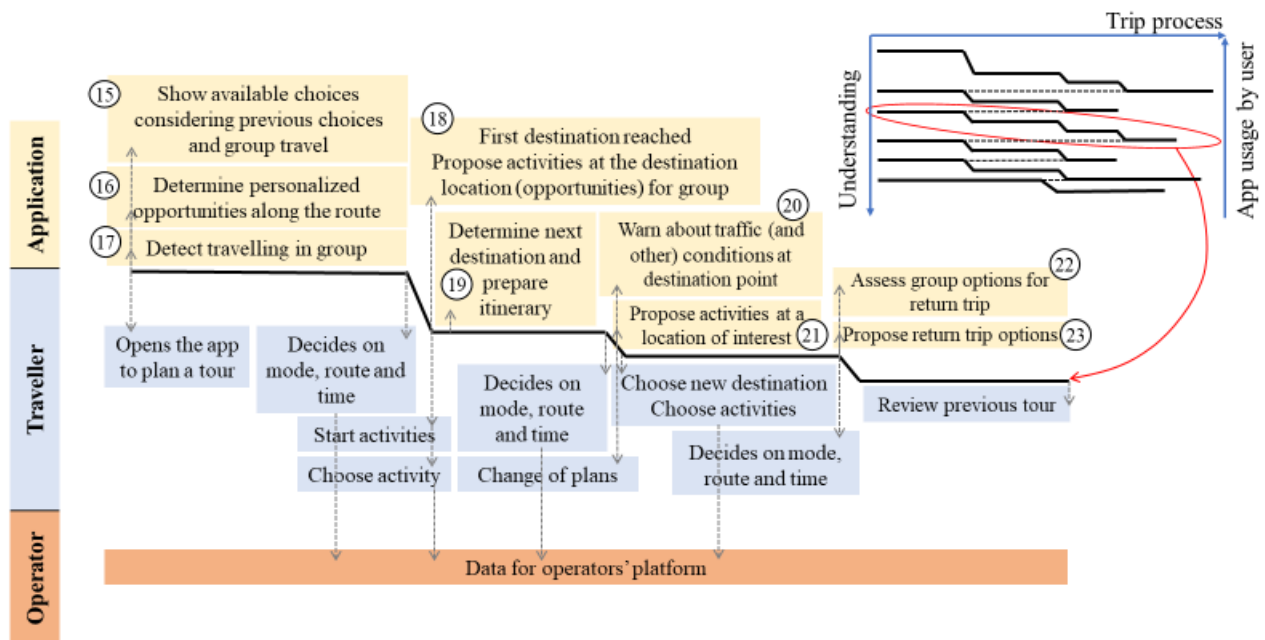 Trip process
Understanding
App usage by user
Application
Traveller
Operator
15
Show available choices
considering previous choices
and group travel
16
Determine personalized
opportunities along the route
17
Detect travelling in group
18
First destination reached
Propose activities at the destination
location (opportunities) for group
Determine next
destination and
prepare
itinerary
19
20
Warn about traffic (and
other) conditions at
destination point
Propose activities at a
location of interest
21
22
Assess group options for
return trip
Propose return trip options
23
Opens the app
to plan a tour
Decides on
mode, route and
time
Start activities
Choose activity
Decides on
mode, route
and time
Change of plans
Choose new destination
Choose activities
Decides on mode,
route and time
Review previous tour
Data for operators' platform